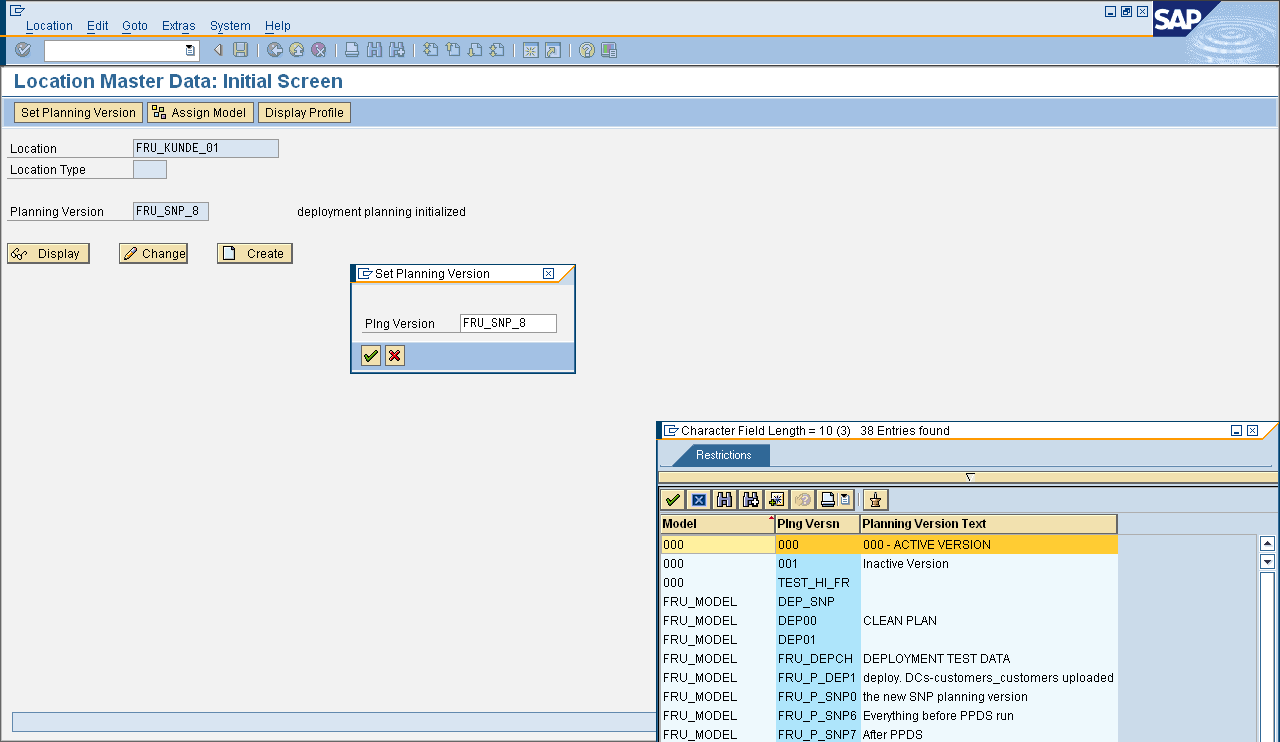 Location Edit Goto Extras System Help
SAP
Location Master Data: Initial Screen
Set Planning Version Assign Model Display Profile
Location FRU_KUNDE_01
Location Type
Planning Version FRU_SNP_8 deployment planning initialized
Display Change Create
Set Planning Version
Plng Version FRU_SNP_8
Character Field Length = 10 (3) 38 Entries found
Restrictions
Model Plng Versn Planning Version Text
000 000 000 - ACTIVE VERSION
000 001 Inactive Version
000 TEST_HI_FR
FRU_MODEL DEP_SNP
FRU_MODEL DEP00 CLEAN PLAN
FRU_MODEL DEP01
FRU_MODEL FRU_DEPCH DEPLOYMENT TEST DATA
FRU_MODEL FRU_P_DEP1 deploy. DCs-customers_customers uploaded
FRU_MODEL FRU_P_SNP0 the new SNP planning version
FRU_MODEL FRU_P_SNP6 Everything before PPDS run
FRU_MODEL FRU_P_SNP7 After PPDS